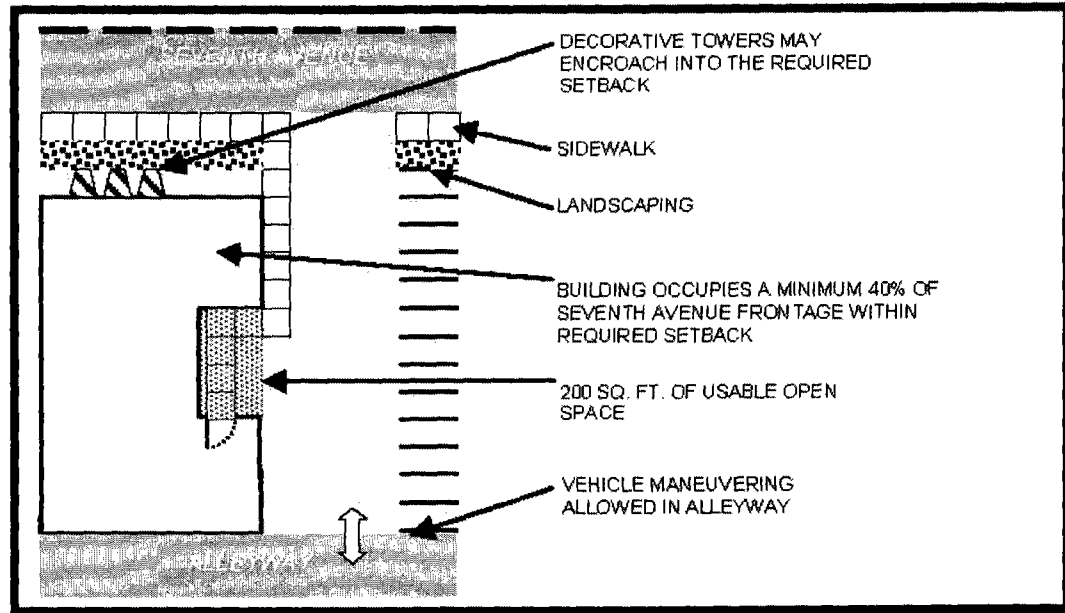 SEVENTH AVENUE
DECORATIVE TOWERS MAY
ENCROACH INTO THE REQUIRED
SETBACK
SIDEWALK
LANDSCAPING
BUILDING OCCUPIES A MINIMUM 40% OF
SEVENTH AVENUE FRONTAGE WITHIN
REQUIRED SETBACK
200 SQ. FT. OF USABLE OPEN
SPACE
VEHICLE MANEUVERING
ALLOWED IN ALLEYWAY
ALLEYWAY